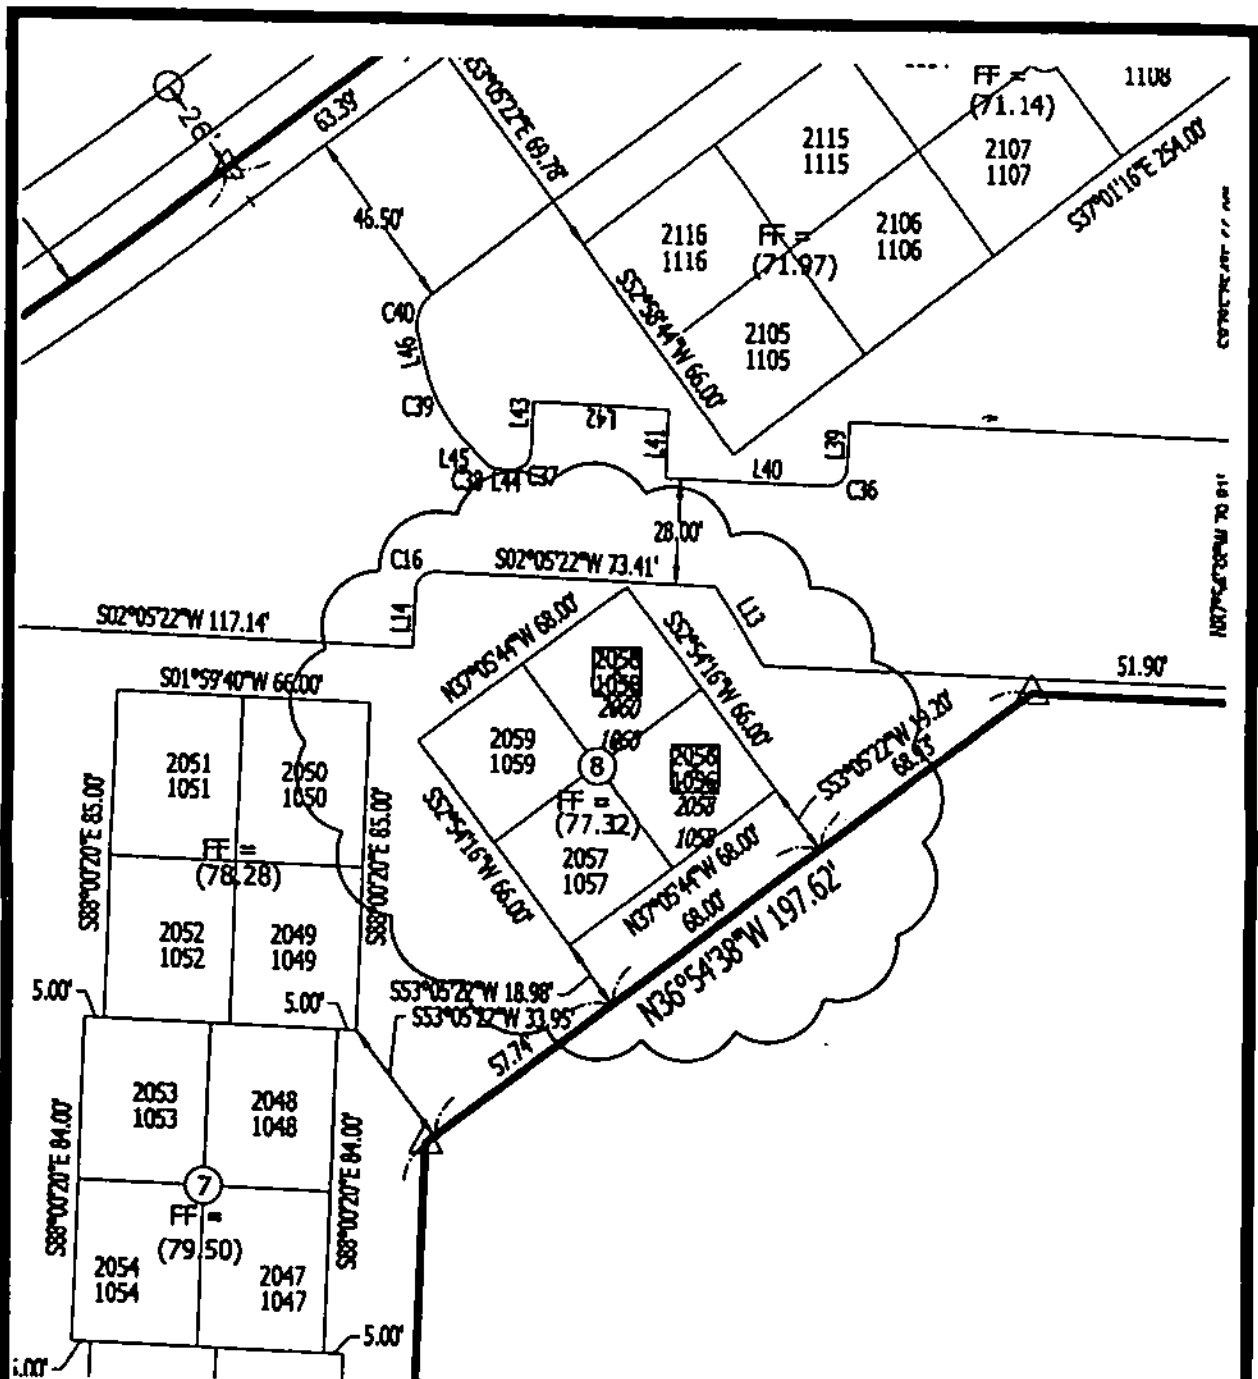 26'
63.39'
S53°05'22"E 69.78'
46.50'
FF =
(71.14)
1108
2115
1115
2107
1107
S37°01'16"E 254.00'
2116
1116
FF =
(71.97)
2106
1106
S52°58'44"W 66.00'
2105
1105
C40
L46
C39
L43
L42
L41
L39
L45
C38
L44
C37
L40
C36
28.00'
C16
S02°05'22"W 73.41'
L14
L13
S02°05'22"W 117.14'
51.90'
S01°59'40"W 66.00'
N37°05'44"W 68.00'
S52°54'16"W 66.00'
2058
1058
2060
1060
2059
1059
8
FF =
(77.32)
2056
1056
2058
1058
2057
1057
S52°54'16"W 66.00'
N37°05'44"W 68.00'
68.00'
S53°05'22"W 19.20'
68.93'
N36°54'38"W 197.62'
2051
1051
2050
1050
S88°00'20"E 85.00'
S88°00'20"E 85.00'
FF =
(78.28)
2052
1052
2049
1049
5.00'
5.00'
S53°05'22"W 18.98'
S53°05'22"W 33.95'
57.74'
2053
1053
2048
1048
S88°00'20"E 84.00'
S88°00'20"E 84.00'
7
FF =
(79.50)
2054
1054
2047
1047
5.00'